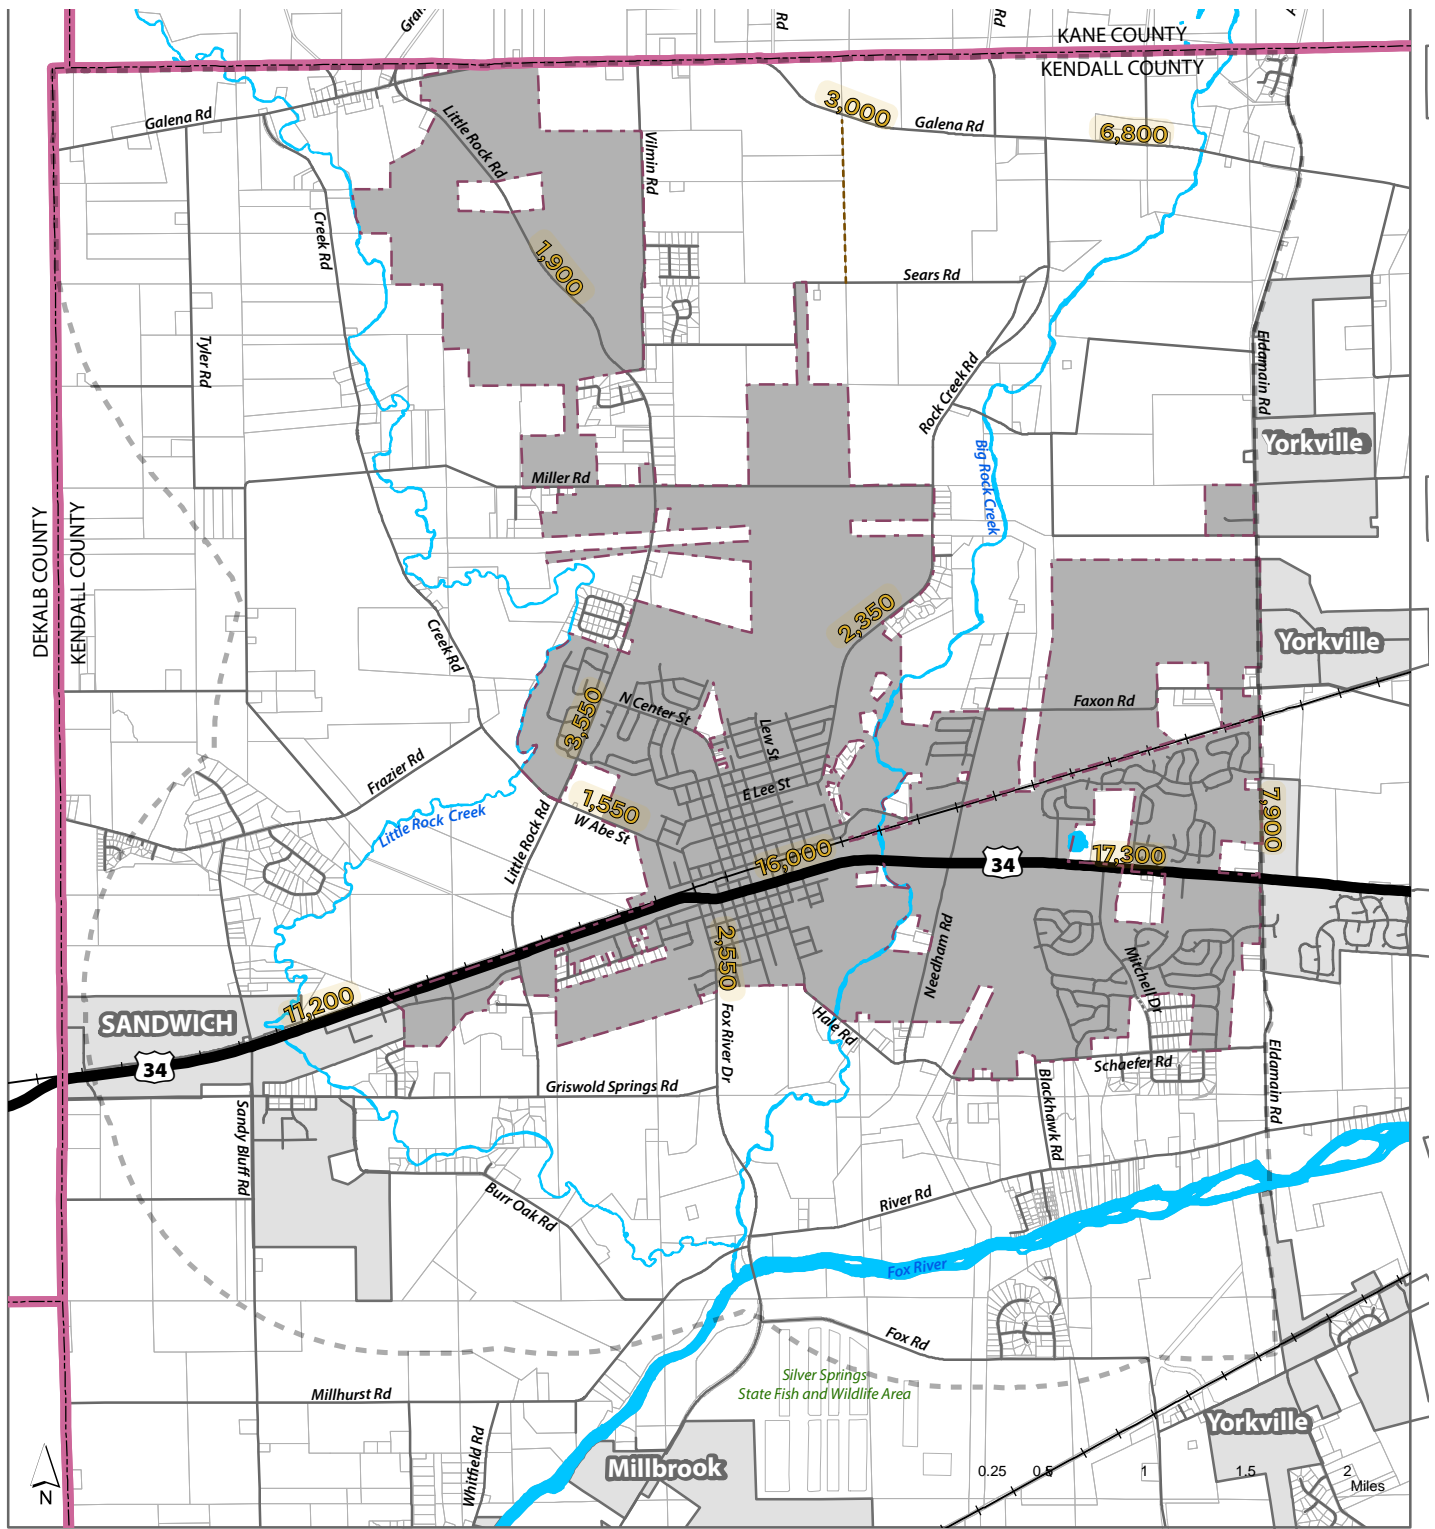 Rd
Rd
KANE COUNTY
KENDALL COUNTY
Galena Rd
Little Rock Rd
3,000
Galena Rd
6,800
Vilmin Rd
Creek Rd
1,900
Sears Rd
Tyler Rd
Rock Creek Rd
Eldamain Rd
Yorkville
Big Rock Creek
Miller Rd
DEKALB COUNTY
KENDALL COUNTY
Creek Rd
2,350
Yorkville
3,550
N Center St
Lew St
Faxon Rd
Frazier Rd
E Lee St
1,550
W Abe St
Little Rock Creek
Little Rock Rd
16,000
34
17,300
7,900
2,550
Needham Rd
Mitchell Dr
11,200
SANDWICH
34
Fox River Dr
Hale Rd
Schaefer Rd
Eldamain Rd
Griswold Springs Rd
Blackhawk Rd
Sandy Bluff Rd
Burr Oak Rd
River Rd
Fox River
Fox Rd
Silver Springs
State Fish and Wildlife Area
Millhurst Rd
Whitfield Rd
Millbrook
Yorkville
N
0.25
0.5
1
1.5
2
Miles